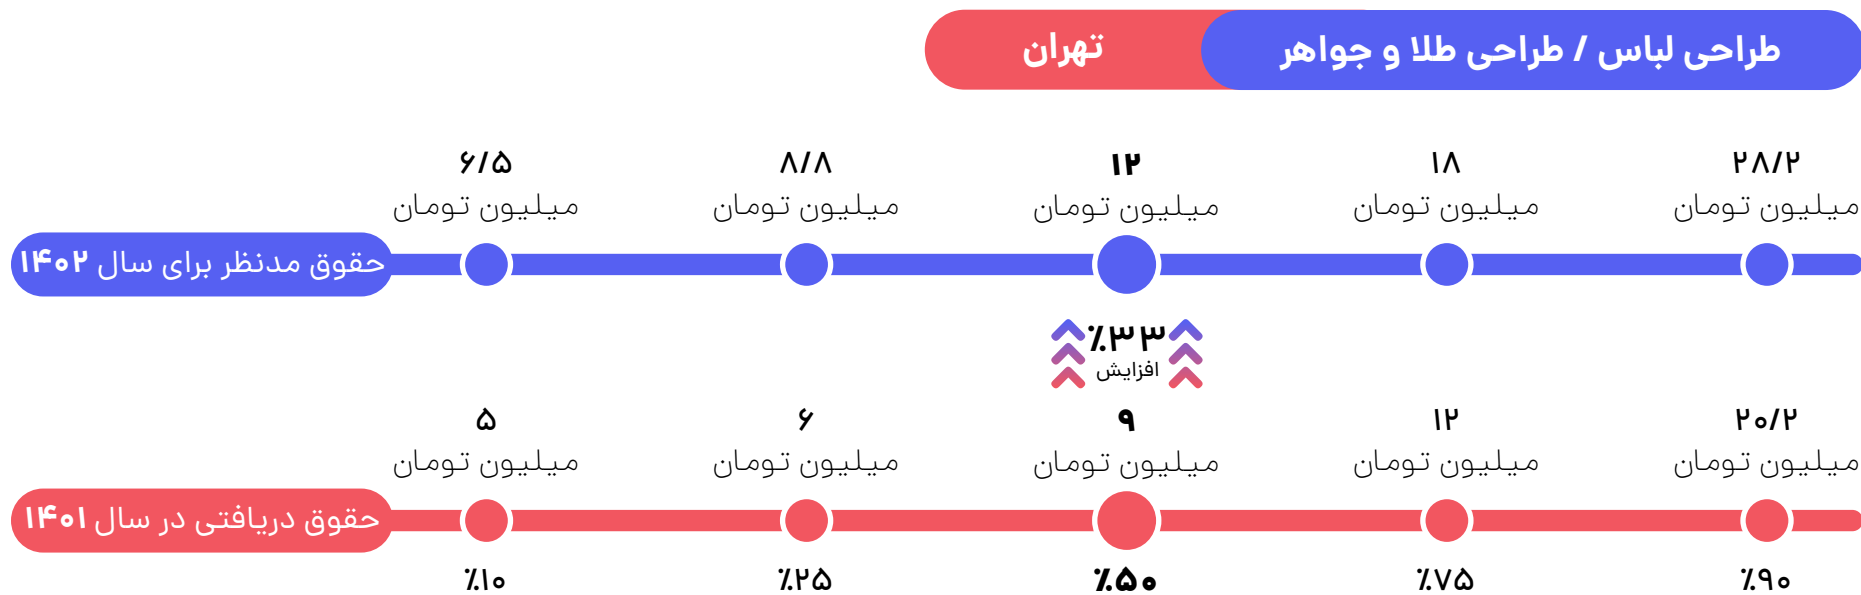 طراحی لباس / طراحی طلا و جواهر
تهران
۲۸/۲
میلیون تومان
۱۸
میلیون تومان
۱۲
میلیون تومان
۸/۸
میلیون تومان
۶/۵
میلیون تومان
حقوق مدنظر برای سال ۱۴۰۲
٪۳۳
افزایش
۲۰/۲
میلیون تومان
۱۲
میلیون تومان
۹
میلیون تومان
۶
میلیون تومان
۵
میلیون تومان
حقوق دریافتی در سال ۱۴۰۱
٪۹۰
٪۷۵
٪۵۰
٪۲۵
٪۱۰